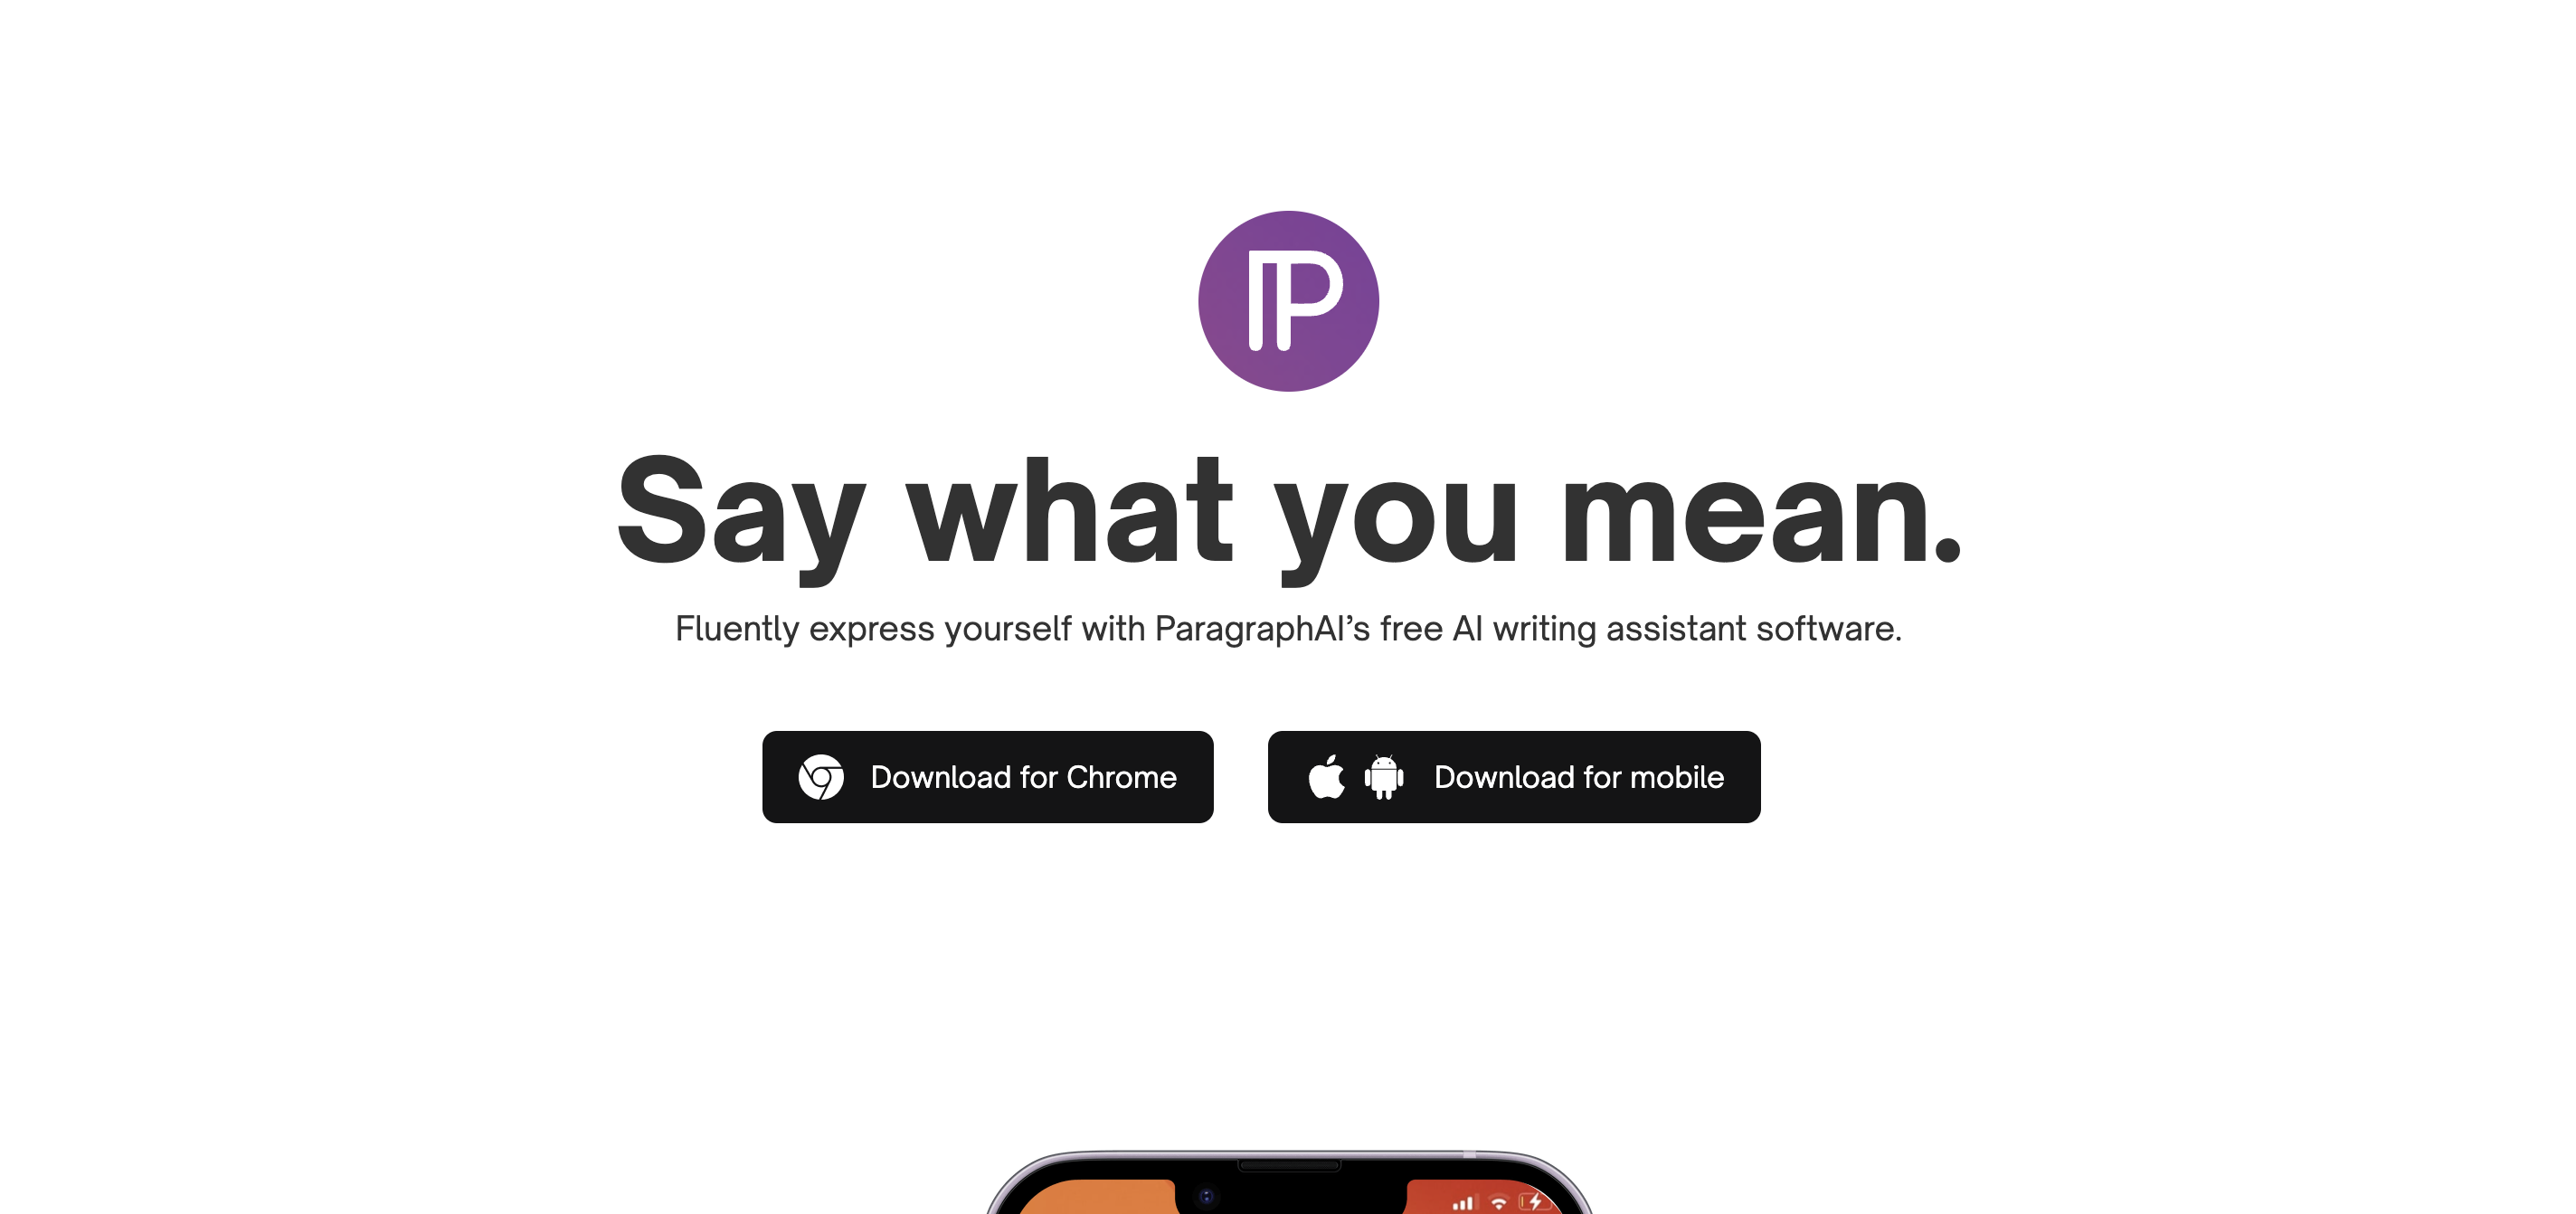 P
Say what you mean.
Fluently express yourself with ParagraphAI’s free AI writing assistant software.
Download for Chrome
Download for mobile